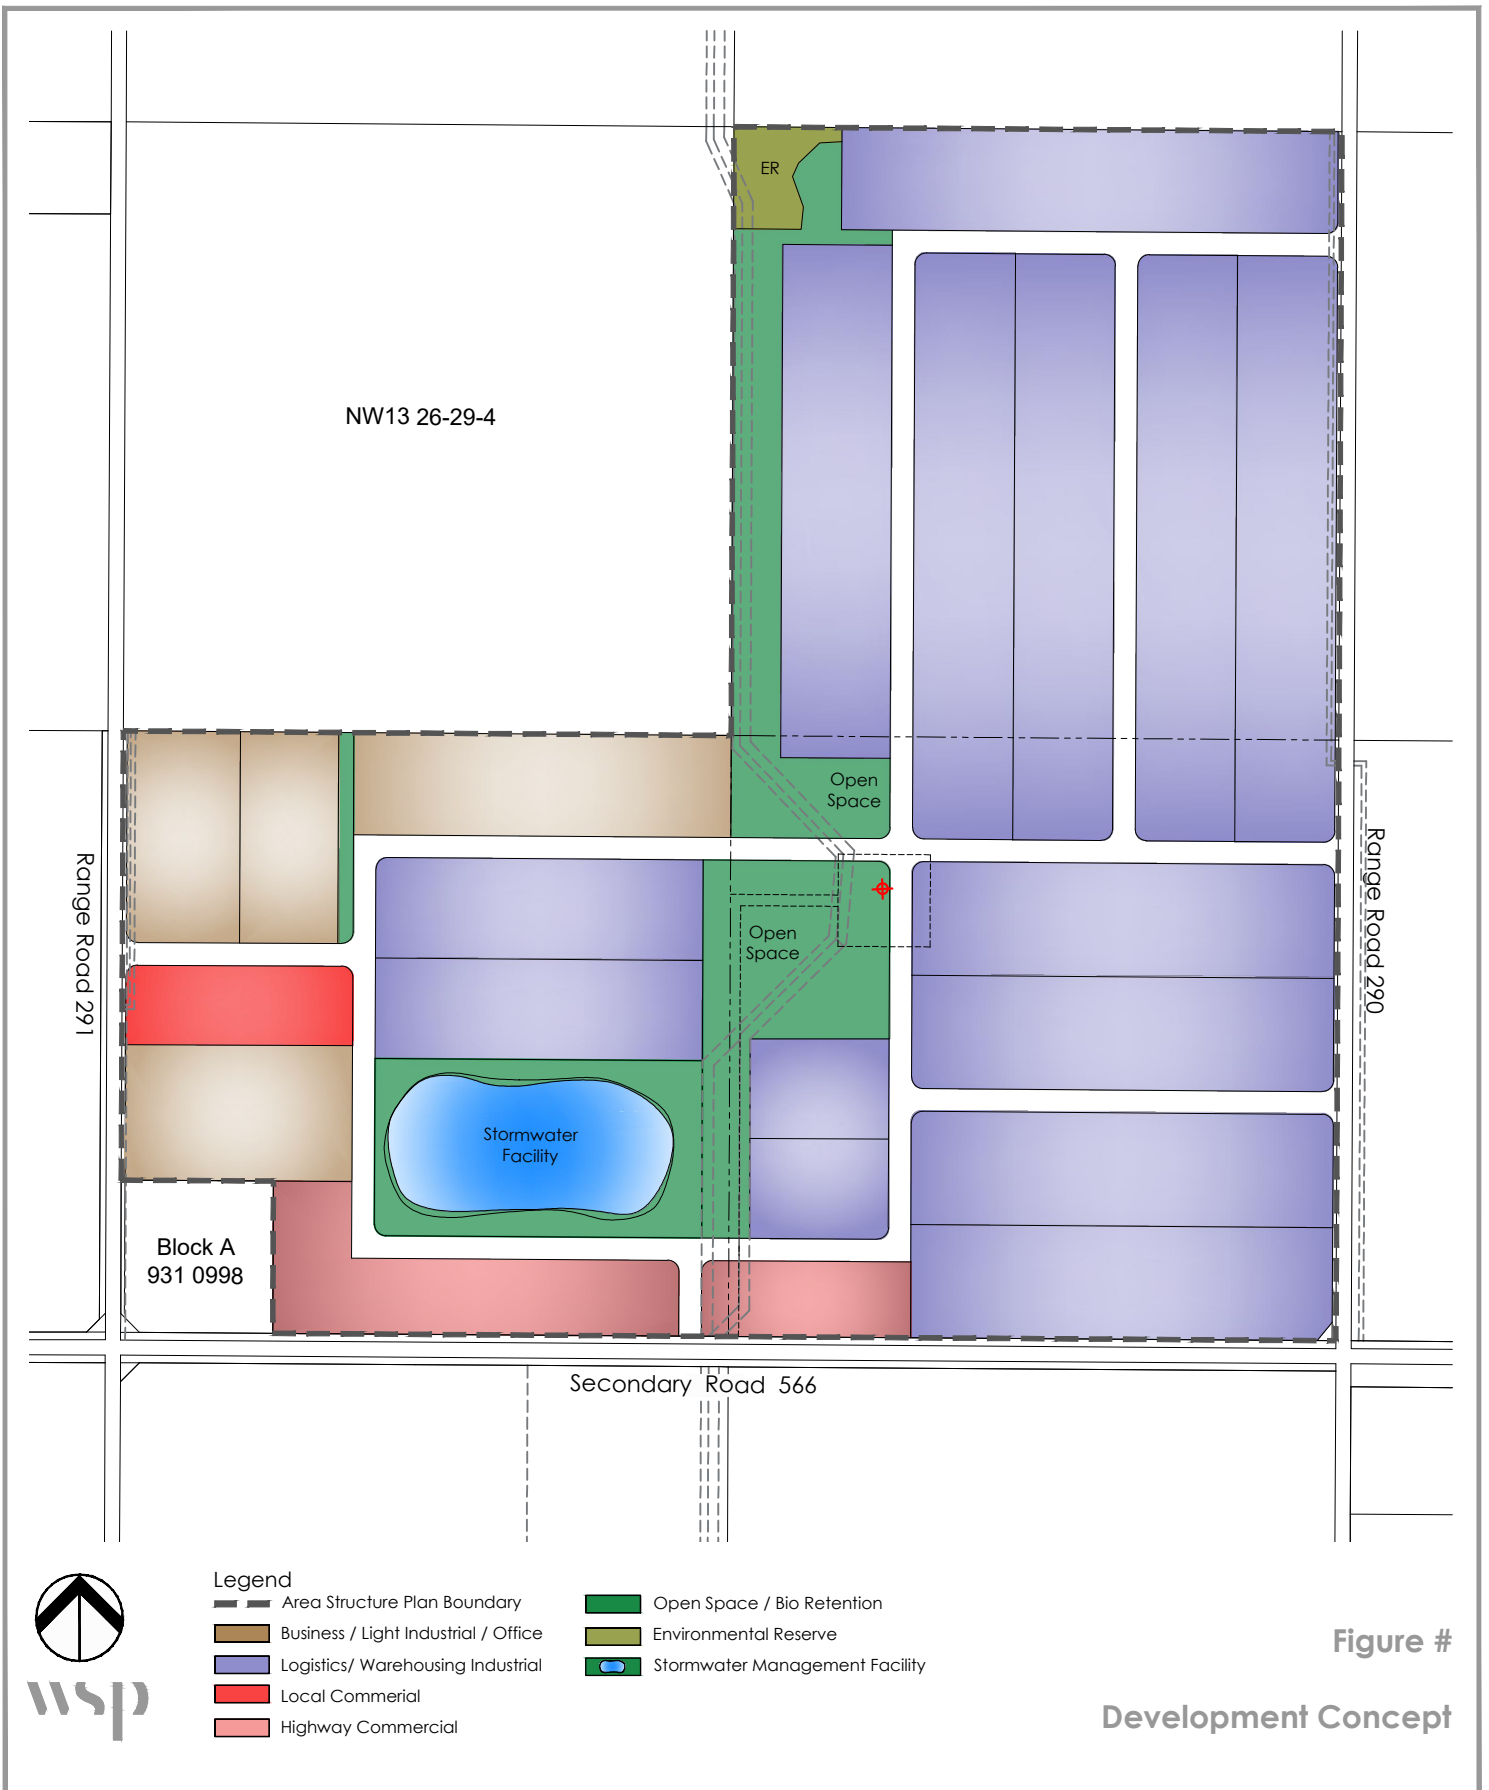 ER
NW13 26-29-4
Open
Space
Range Road 291
Range Road 290
Open
Space
Stormwater
Facility
Block A
931 0998
Secondary Road 566
Legend
Area Structure Plan Boundary
Business / Light Industrial / Office
Logistics/ Warehousing Industrial
Local Commerial
Highway Commercial
Open Space / Bio Retention
Environmental Reserve
Stormwater Management Facility
wsp
Figure #
Development Concept